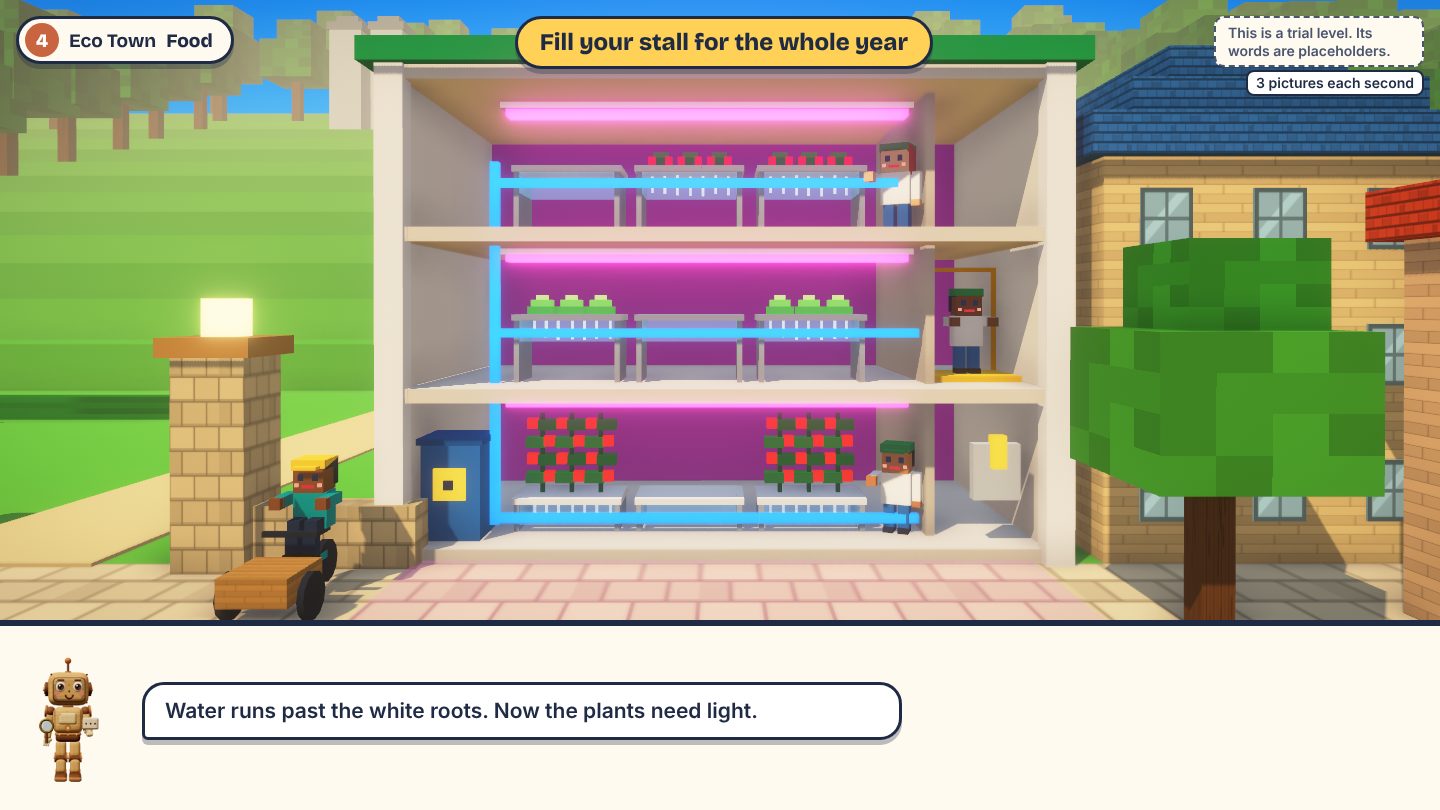 4 Eco Town Food
Fill your stall for the whole year
This is a trial level. Its
words are placeholders.
3 pictures each second
Water runs past the white roots. Now the plants need light.